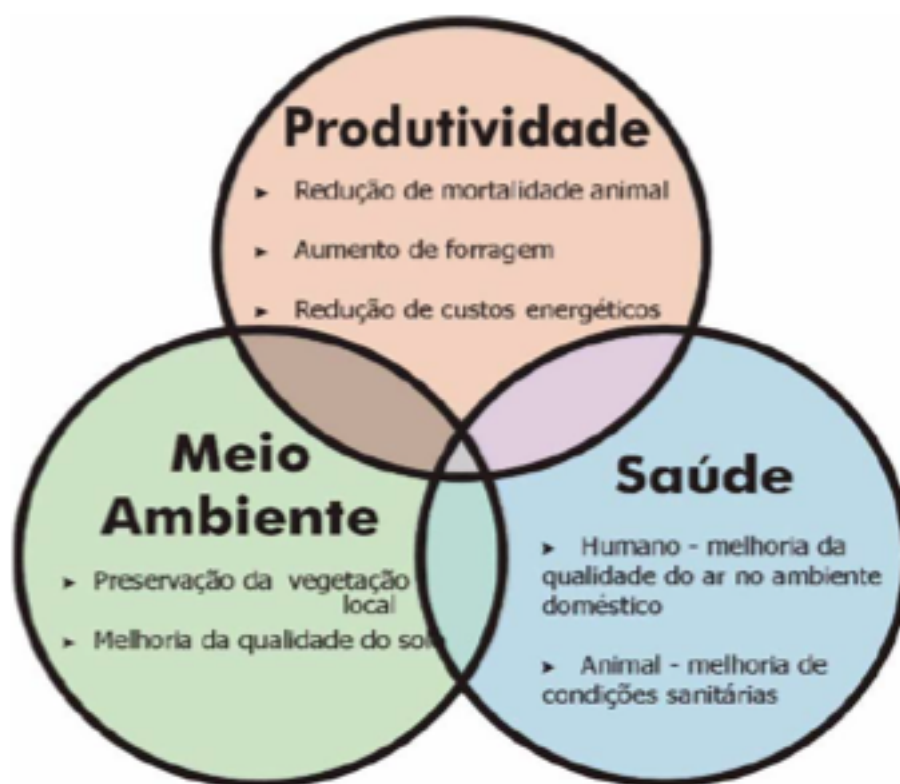 Produtividade
➤ Redução de mortalidade animal
➤ Aumento de forragem
➤ Redução de custos energéticos
Meio
Ambiente
➤ Preservação da vegetação
local
➤ Melhoria da qualidade do solo
Saúde
➤ Humano - melhoria da
qualidade do ar no ambiente
doméstico
➤ Animal - melhoria de
condições sanitárias